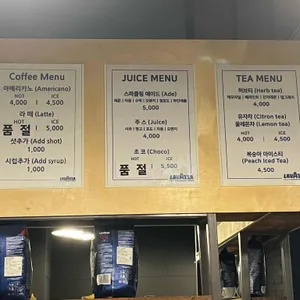 Coffee Menu
아메리카노 (Americano)
HOT ICE
4,000 | 4,500
라 떼 (Latte)
HOT ICE
품절 | 5,000
샷추가 (Add shot)
1,000
시럽추가 (Add syrup)
1,000
LAVAZZA
JUICE MENU
스파클링 에이드 (Ade)
5,000
주 스 (Juice)
4,000
초 코 (Choco)
HOT ICE
품절 | 5,500
LAVAZZA
TEA MENU
허브티 (Herb tea)
4,000
유자차 (Citron tea)
레몬차 (Lemon tea)
HOT ICE
4,000 | 4,500
복숭아 아이스티
(Peach Iced Tea)
4,500
LAVAZZA